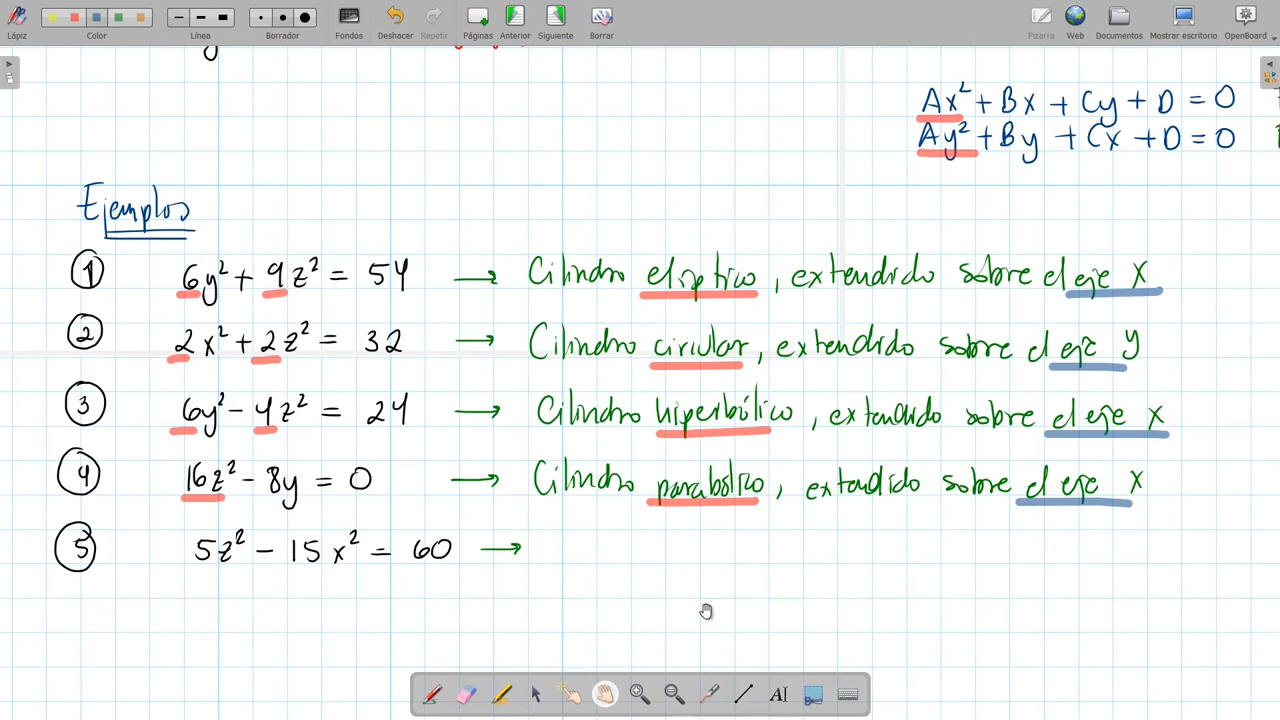 Lápiz Color Línea Borrador Fondos Deshacer Repetir Páginas Anterior Siguiente Borrar Pizarra Web Documentos Mostrar escritorio OpenBoard
Ax² + Bx + Cy + D = 0
Ay² + By + Cx + D = 0
Ejemplos
① 6y² + 9z² = 54 → Cilindro elíptico, extendido sobre el eje x
② 2x² + 2z² = 32 → Cilindro circular, extendido sobre el eje y
③ 6y² - 4z² = 24 → Cilindro hiperbólico, extendido sobre el eje x
④ 16z² - 8y = 0 → Cilindro parabólico, extendido sobre el eje x
⑤ 5z² - 15x² = 60 →